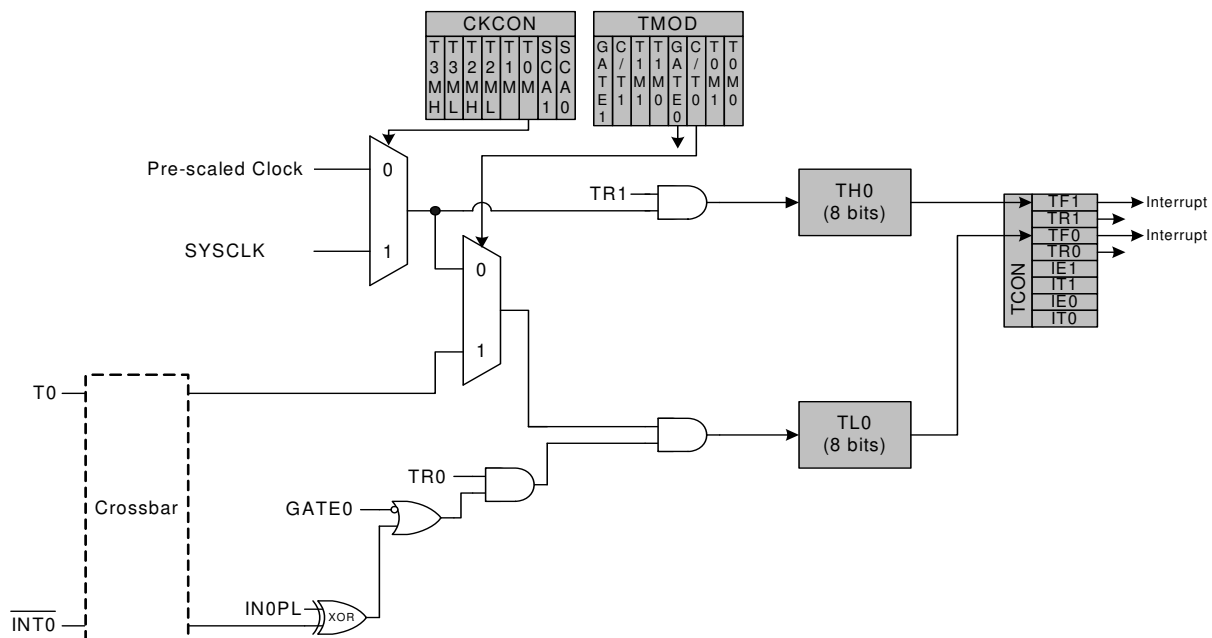 CKCON
T3MH
T3ML
T2MH
T2ML
T1M
T0M
SCA1
SCA0
TMOD
GATE1
C/T1
T1M1
T1M0
GATE0
C/T0
T0M1
T0M0
Pre-scaled Clock
0
SYSCLK
1
0
1
TR1
TH0
(8 bits)
TCON
TF1
TR1
TF0
TR0
IE1
IT1
IE0
IT0
Interrupt
Interrupt
T0
Crossbar
TL0
(8 bits)
TR0
GATE0
IN0PL
XOR
INT0